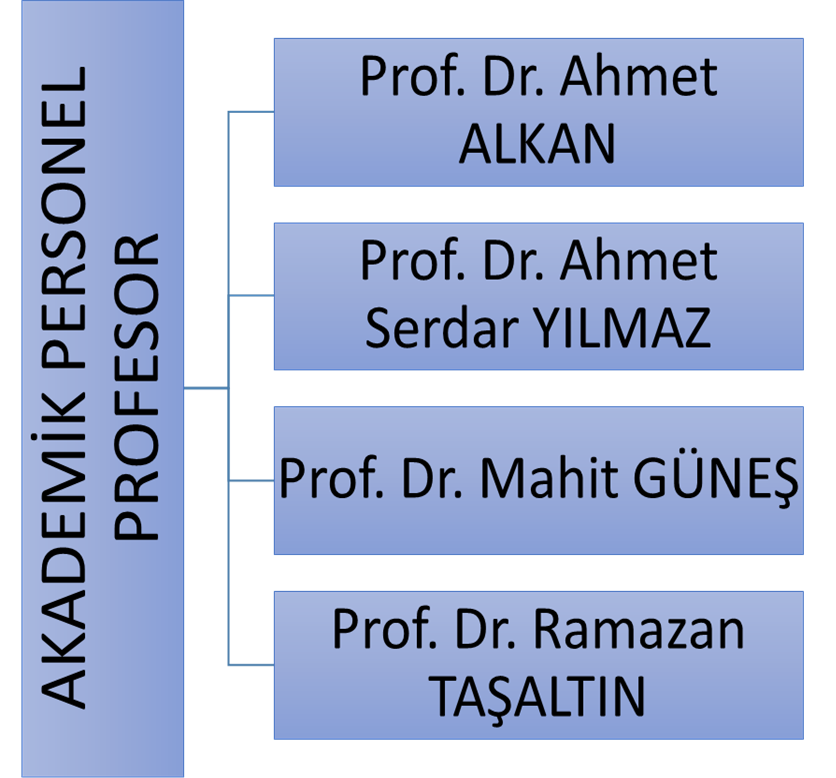 AKADEMİK PERSONEL
PROFESOR
Prof. Dr. Ahmet
ALKAN
Prof. Dr. Ahmet
Serdar YILMAZ
Prof. Dr. Mahit GÜNEŞ
Prof. Dr. Ramazan
TAŞALTIN